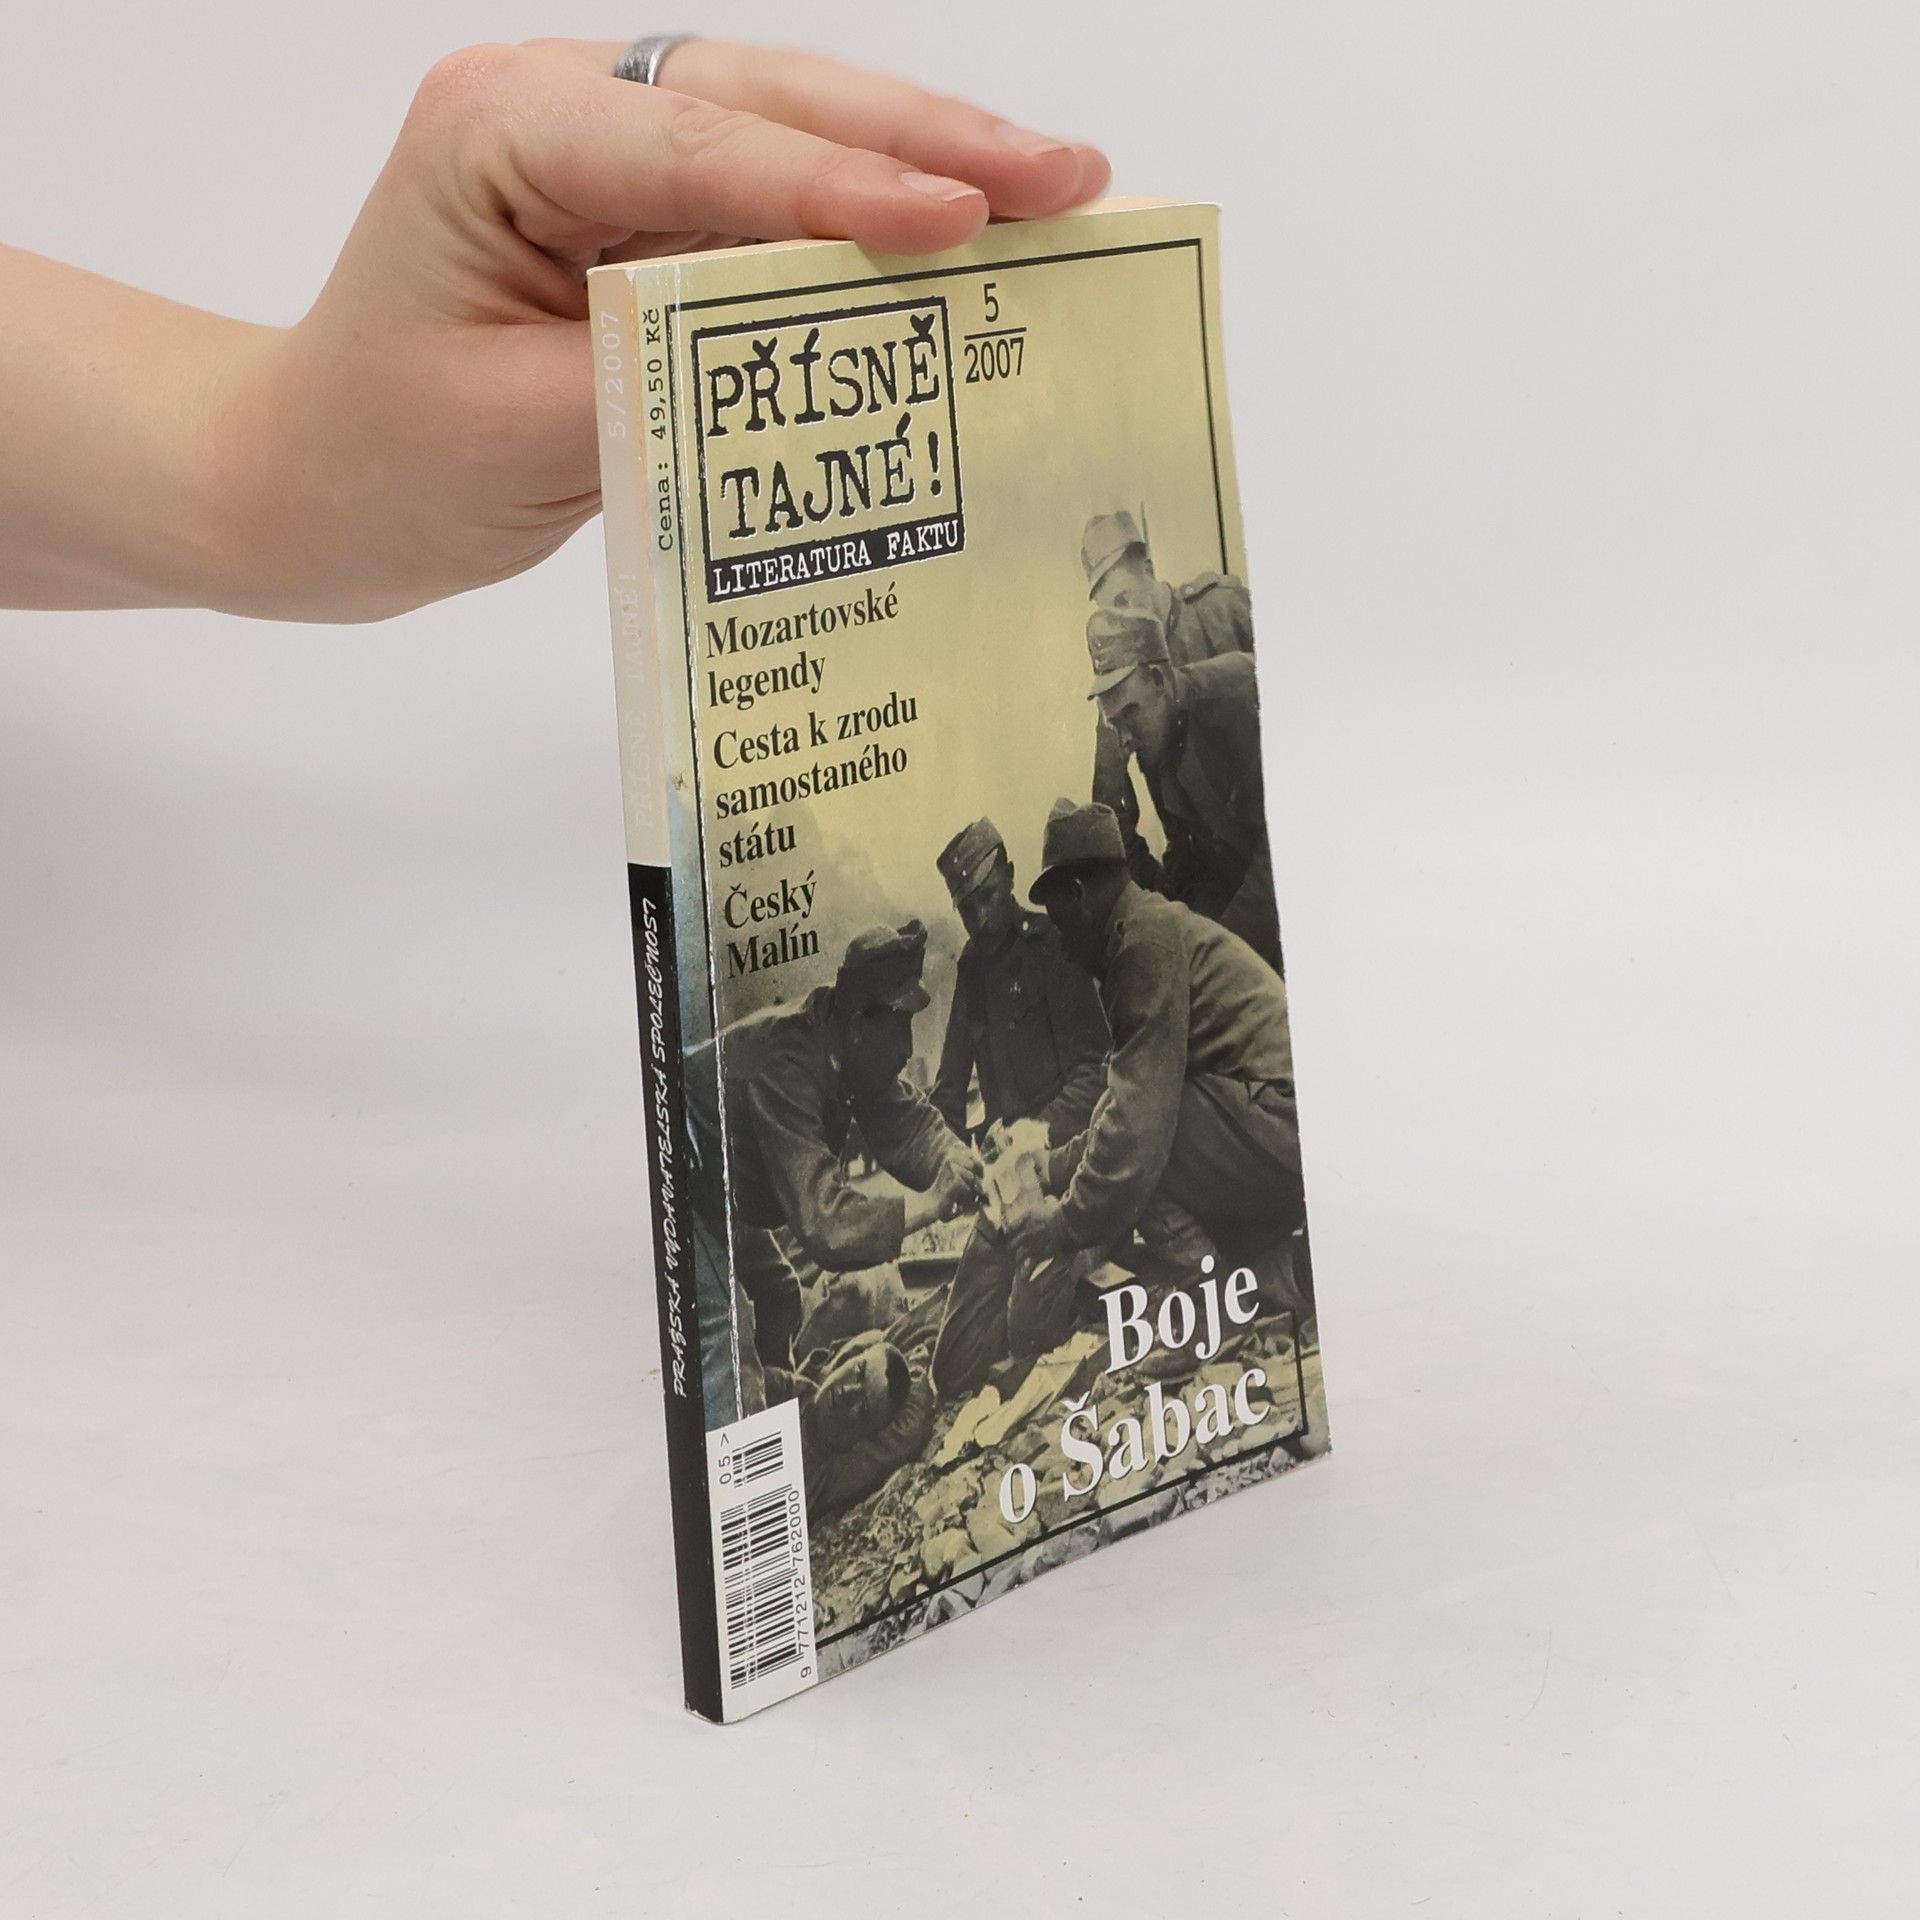 5/2007
PŘÍSNĚ TAJNÉ!
PRAŽSKÁ VYDAVATELSKÁ SPOLEČNOST
Cena: 49,50 Kč
PŘÍSNĚ
TAJNÉ!
LITERATURA FAKTU
5
2007
Mozartovské
legendy
Cesta k zrodu
samostaného
státu
Český
Malín
Boje
o Šabac
05 >
9 771212 762000